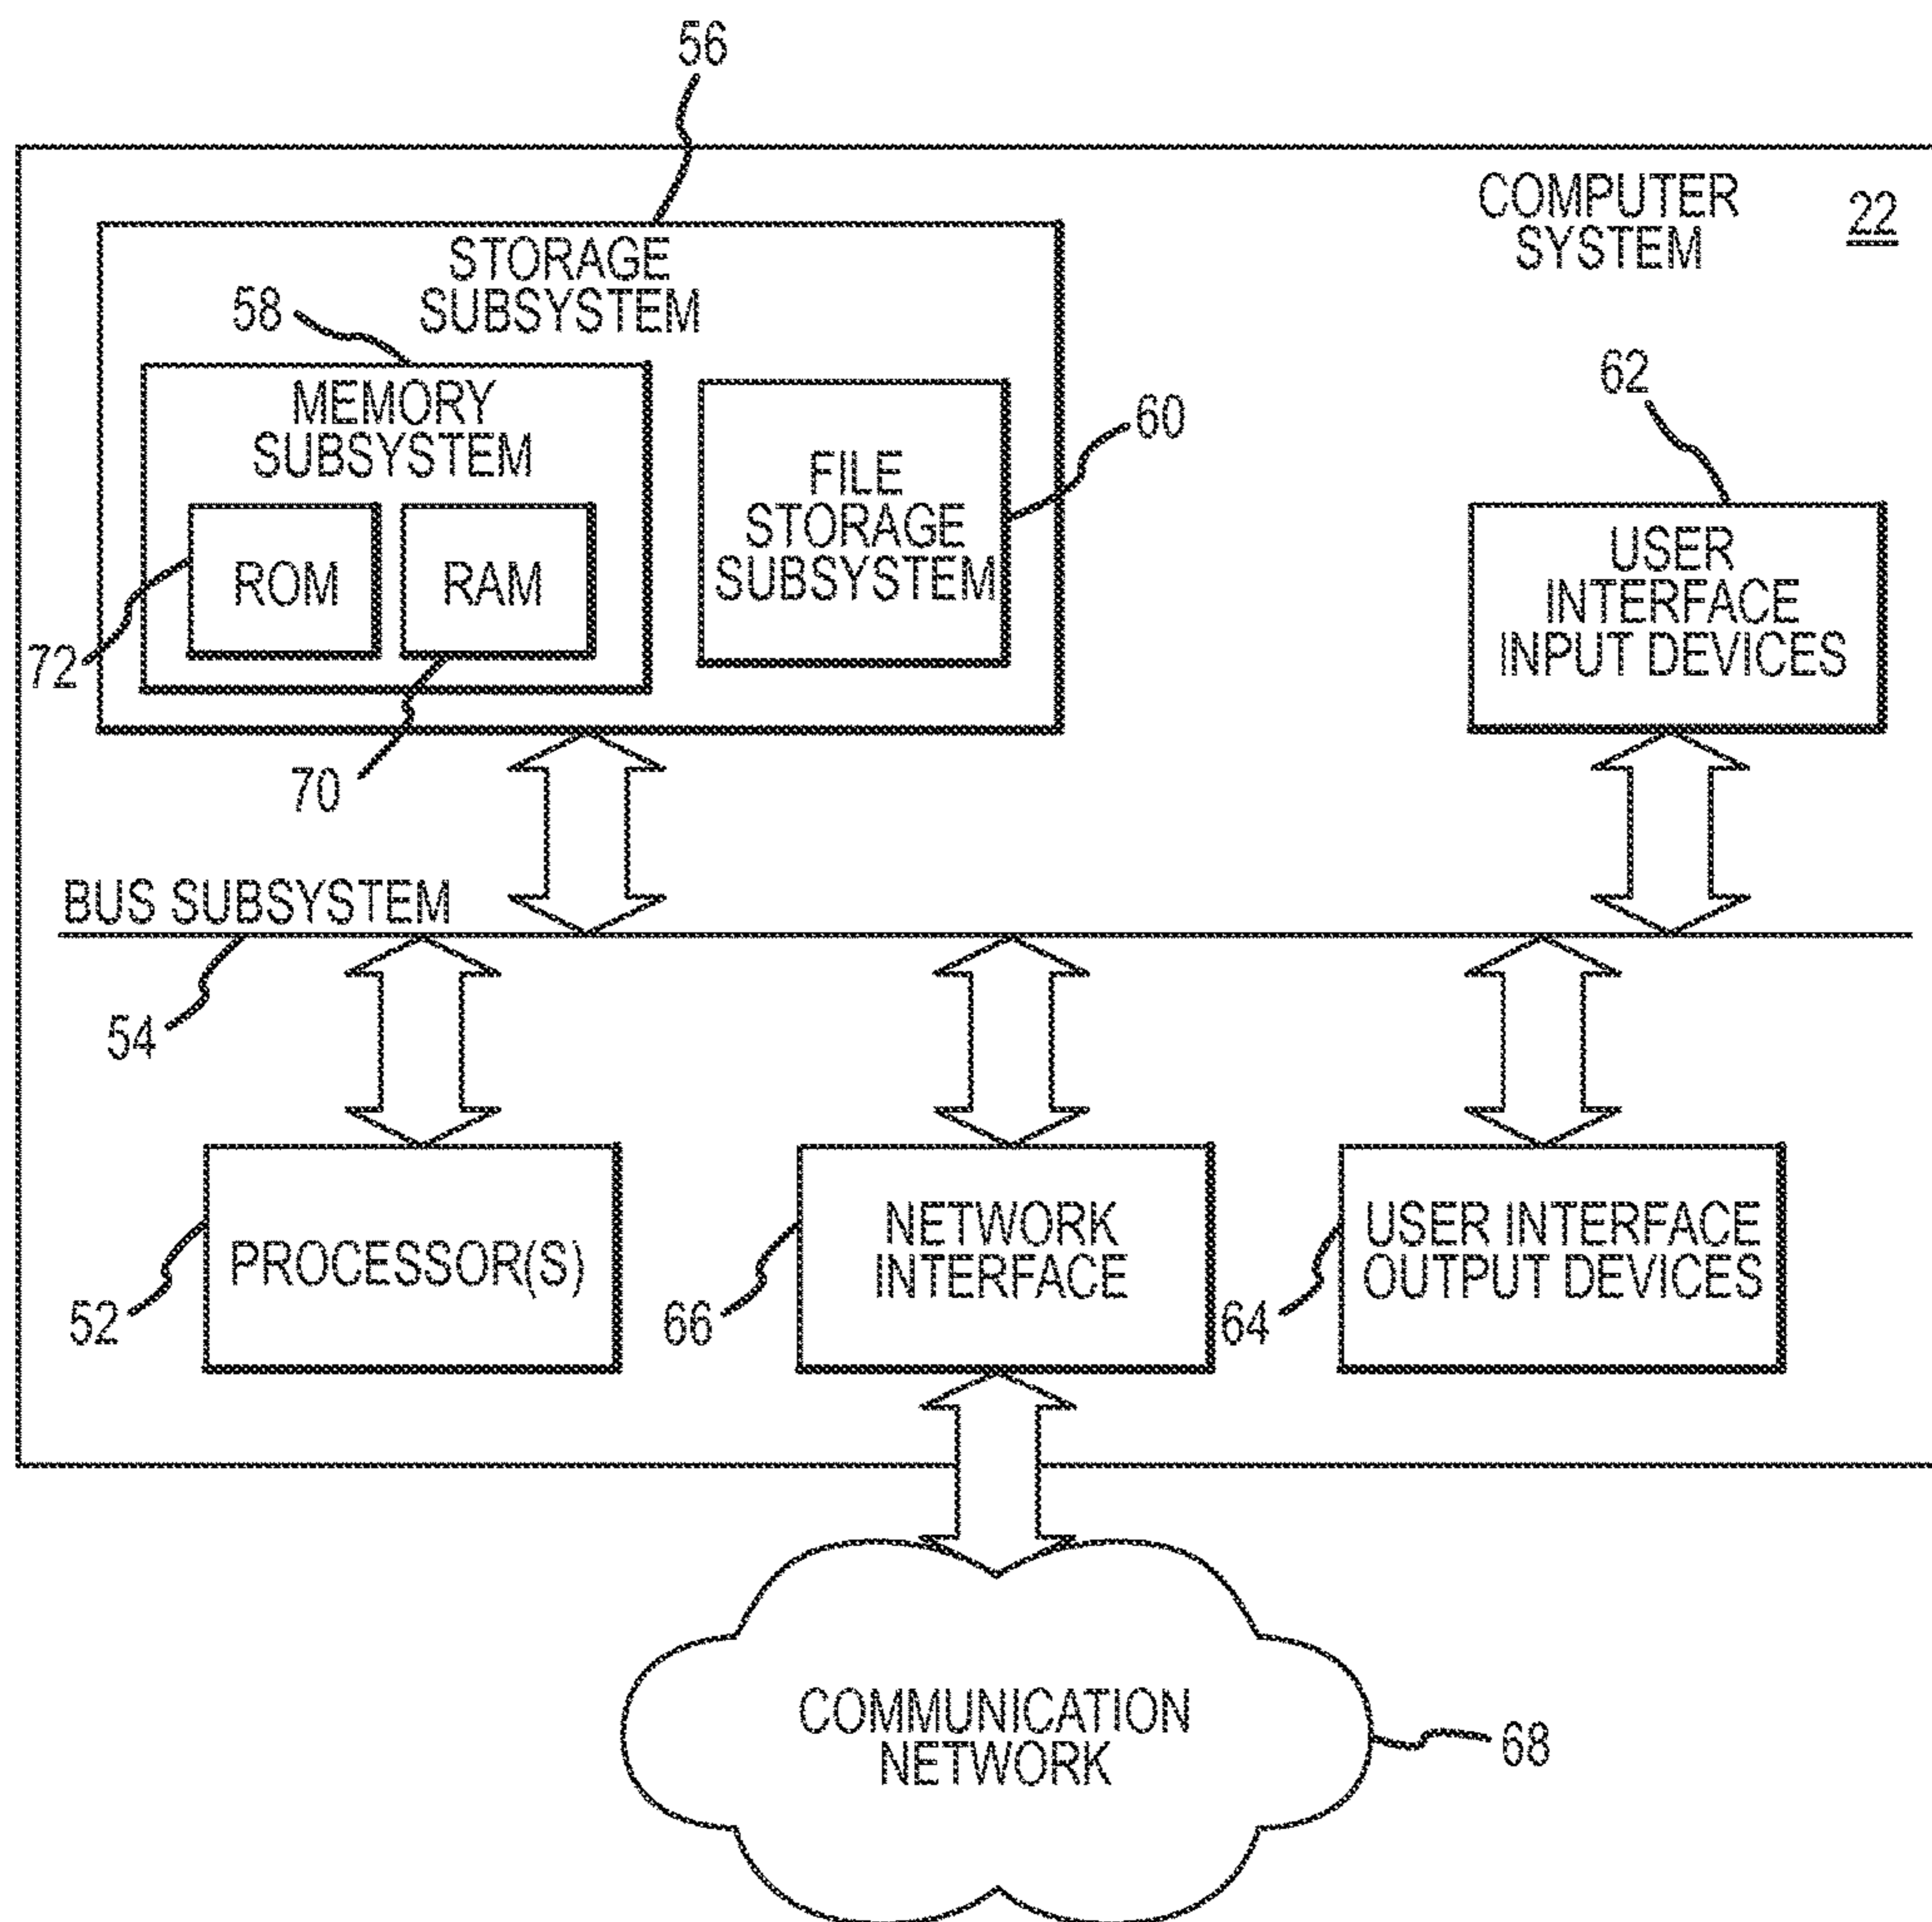 56
COMPUTER
SYSTEM
22
STORAGE
SUBSYSTEM
58
MEMORY
SUBSYSTEM
ROM
RAM
72
70
FILE
STORAGE
SUBSYSTEM
60
62
USER
INTERFACE
INPUT DEVICES
BUS SUBSYSTEM
54
PROCESSOR(S)
52
NETWORK
INTERFACE
66
USER INTERFACE
OUTPUT DEVICES
64
COMMUNICATION
NETWORK
68